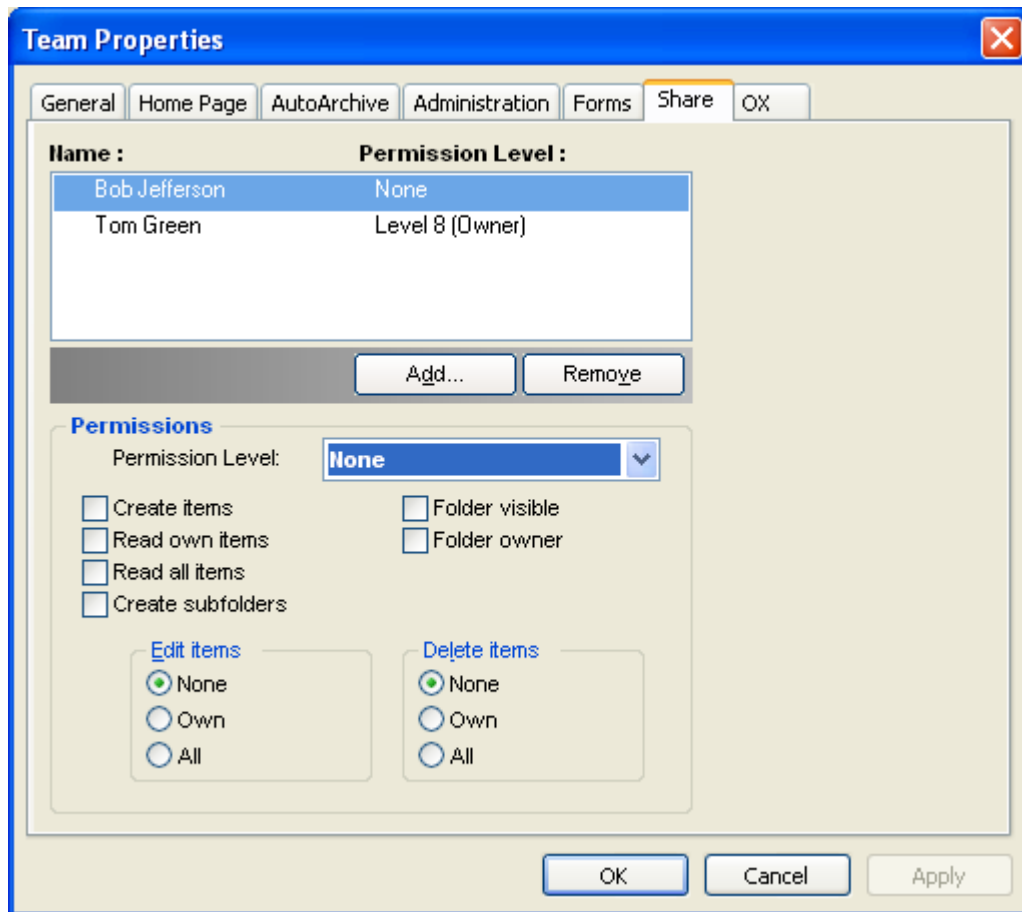 Team Properties
General Home Page AutoArchive Administration Forms Share OX
Name : Permission Level :
Bob Jefferson None
Tom Green Level 8 (Owner)
Add... Remove
Permissions
Permission Level: None
Create items Folder visible
Read own items Folder owner
Read all items
Create subfolders
Edit items Delete items
None None
Own Own
All All
OK Cancel Apply